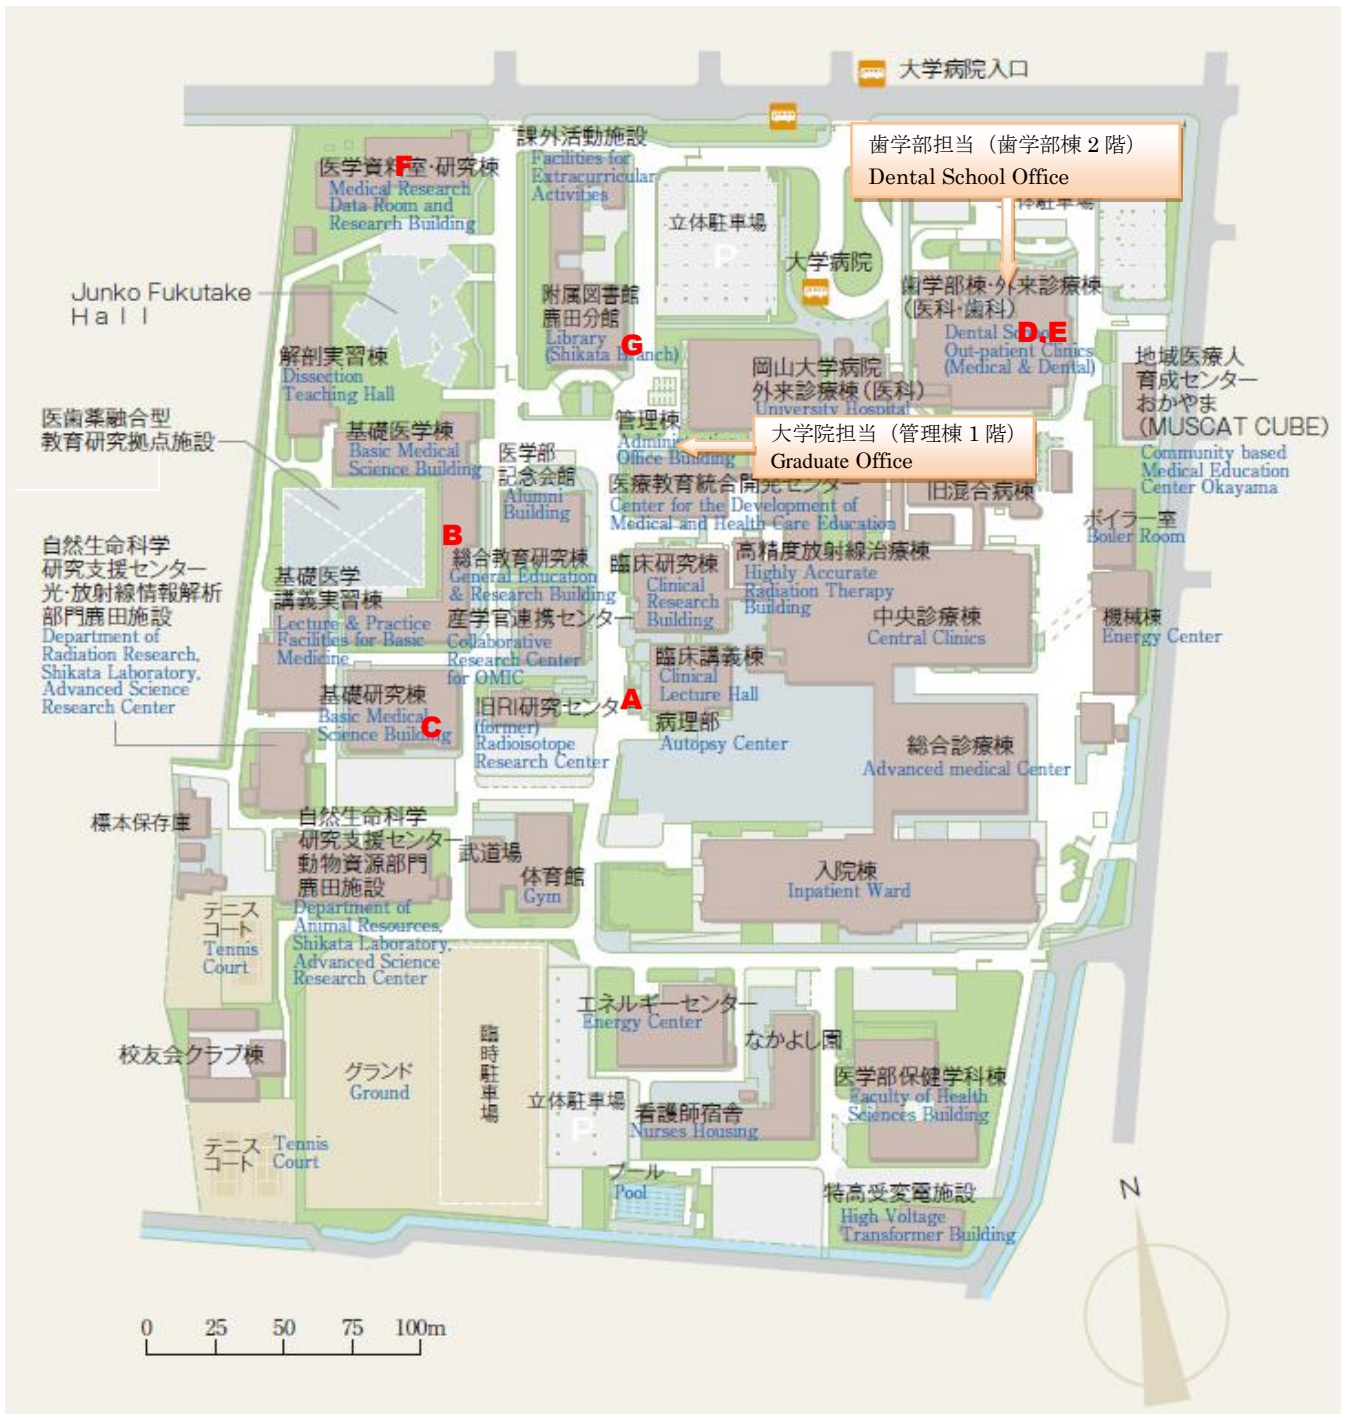 大学病院入口
歯学部担当（歯学部棟２階）
Dental School Office
課外活動施設
Facilities for
Extracurricular
Activities
医学資料室・研究棟
F
Medical Research
Data Room and
Research Building
立体駐車場
P
体駐車場
大学病院
Junko Fukutake
Hall
附属図書館
鹿田分館
Library
(Shikata Branch)
G
歯学部棟・外来診療棟
(医科・歯科)
D.E
Dental School
Out-patient Clinics
(Medical & Dental)
解剖実習棟
Dissection
Teaching Hall
岡山大学病院
外来診療棟(医科)
University Hospital
地域医療人
育成センター
おかやま
(MUSCAT CUBE)
Community based
Medical Education
Center Okayama
医歯薬融合型
教育研究拠点施設
基礎医学棟
Basic Medical
Science Building
医学部
記念会館
Alumni
Building
管理棟
Administration
Office Building
大学院担当（管理棟１階）
Graduate Office
医療教育統合開発センター
Center for the Development of
Medical and Health Care Education
旧混合病棟
ボイラー室
Boiler Room
B
自然生命科学
研究支援センター
光・放射線情報解析
部門鹿田施設
Department of
Radiation Research,
Shikata Laboratory,
Advanced Science
Research Center
総合教育研究棟
General Education
& Research Building
臨床研究棟
Clinical
Research
Building
高精度放射線治療棟
Highly Accurate
Radiation Therapy
Building
基礎医学
講義実習棟
Lecture & Practice
Facilities for Basic
Medicine
産学官連携センター
Collaborative
Research Center
for OMIC
中央診療棟
Central Clinics
機械棟
Energy Center
臨床講義棟
Clinical
Lecture Hall
A
病理部
Autopsy Center
基礎研究棟
Basic Medical
Science Building
C
旧RI研究センター
(former)
Radioisotope
Research Center
総合診療棟
Advanced medical Center
標本保存庫
自然生命科学
研究支援センター
動物資源部門
鹿田施設
Department of
Animal Resources,
Shikata Laboratory,
Advanced Science
Research Center
武道場
体育館
Gym
入院棟
Inpatient Ward
テニス
コート
Tennis
Court
エネルギーセンター
Energy Center
なかよし園
校友会クラブ棟
グランド
Ground
臨時駐車場
立体駐車場
P
看護師宿舎
Nurses Housing
医学部保健学科棟
Faculty of Health
Sciences Building
テニス
コート
Tennis
Court
プール
Pool
特高受変電施設
High Voltage
Transformer Building
N
0 25 50 75 100m